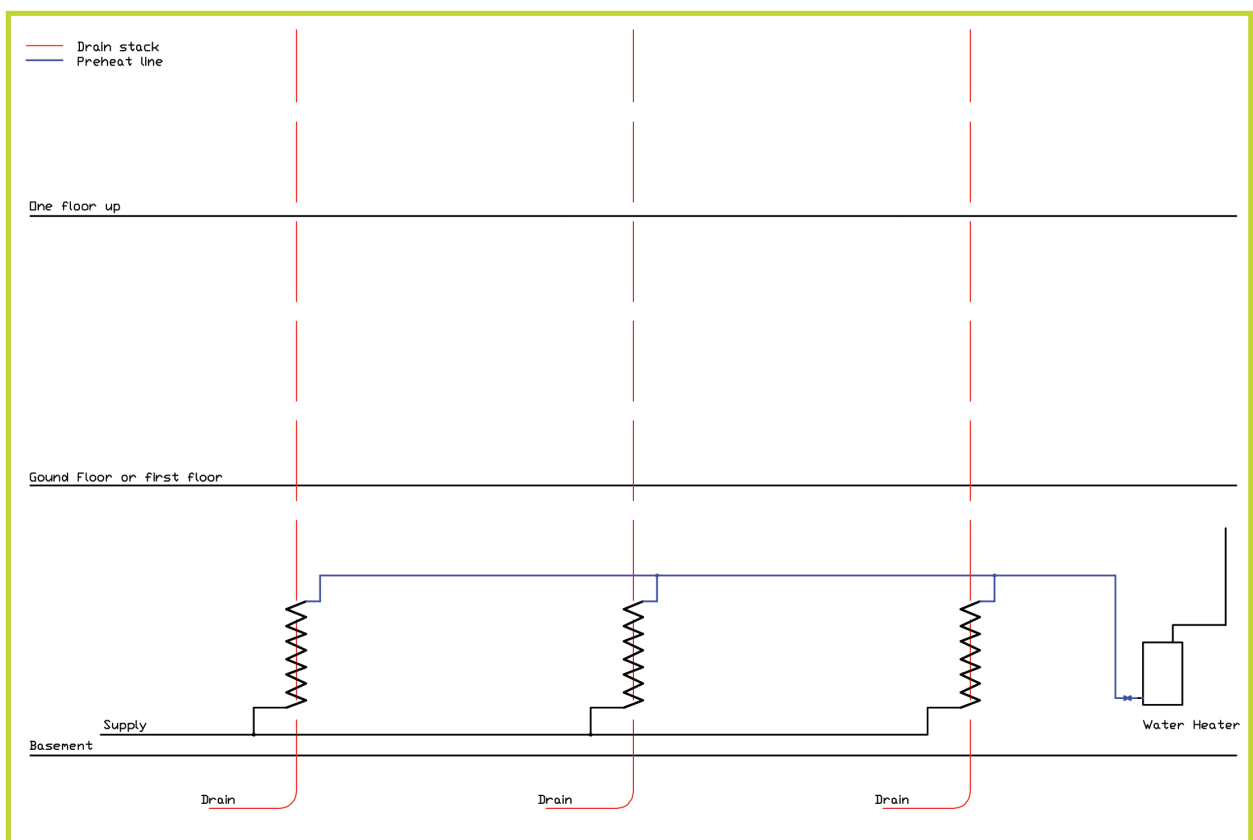 Drain stack
Preheat line
One floor up
Gound Floor or first floor
Supply
Water Heater
Basement
Drain
Drain
Drain